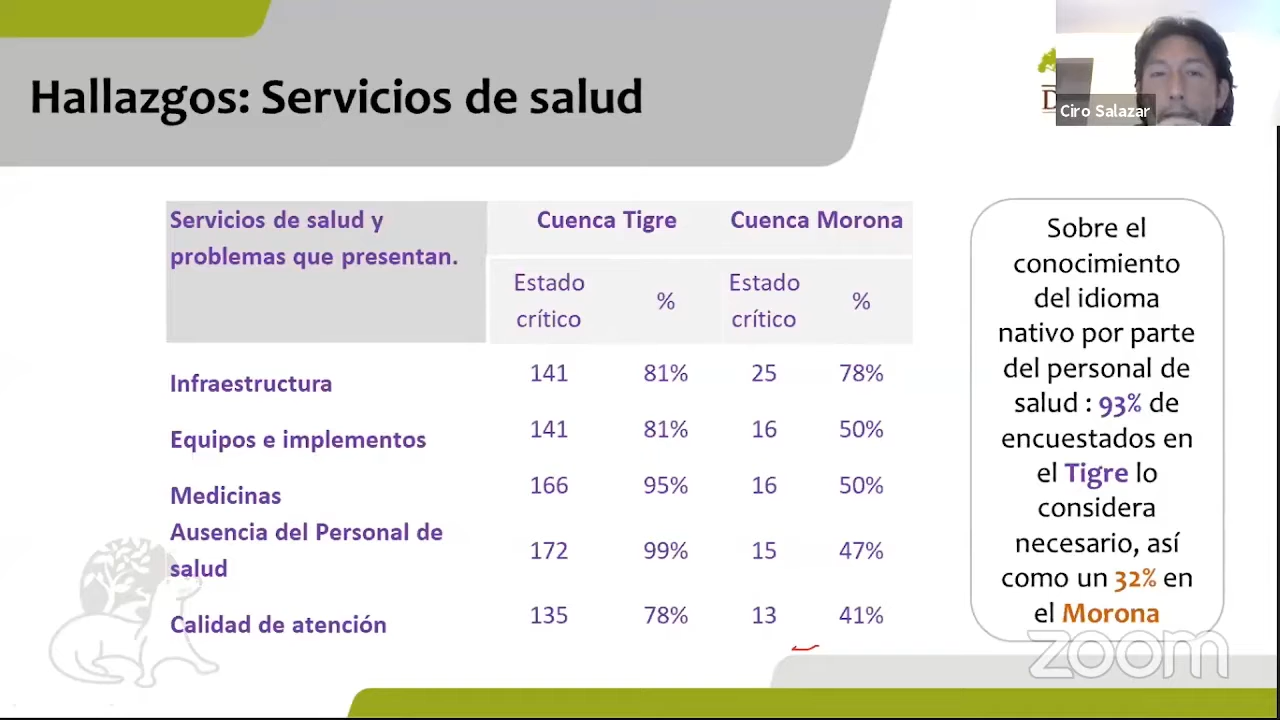 Hallazgos: Servicios de salud
D
Ciro Salazar
Servicios de salud y
problemas que presentan.
Cuenca Tigre
Cuenca Morona
Estado
crítico
%
Estado
crítico
%
Infraestructura
141
81%
25
78%
Equipos e implementos
141
81%
16
50%
Medicinas
166
95%
16
50%
Ausencia del Personal de
salud
172
99%
15
47%
Calidad de atención
135
78%
13
41%
Sobre el
conocimiento
del idioma
nativo por parte
del personal de
salud : 93% de
encuestados en
el Tigre lo
considera
necesario, así
como un 32% en
el Morona
zoom